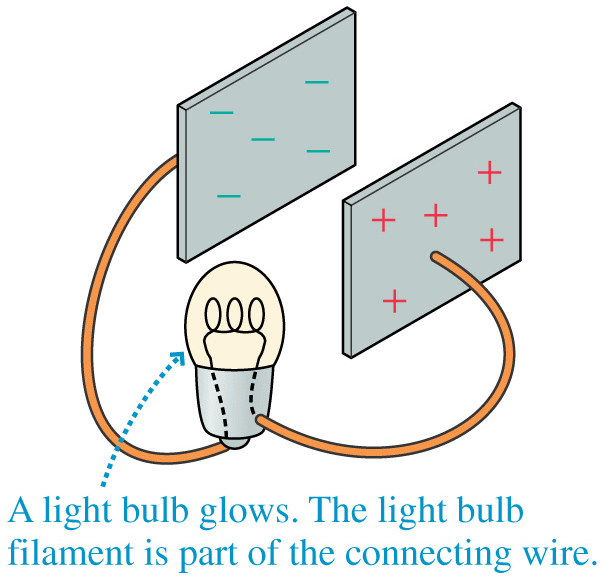 A light bulb glows. The light bulb
filament is part of the connecting wire.